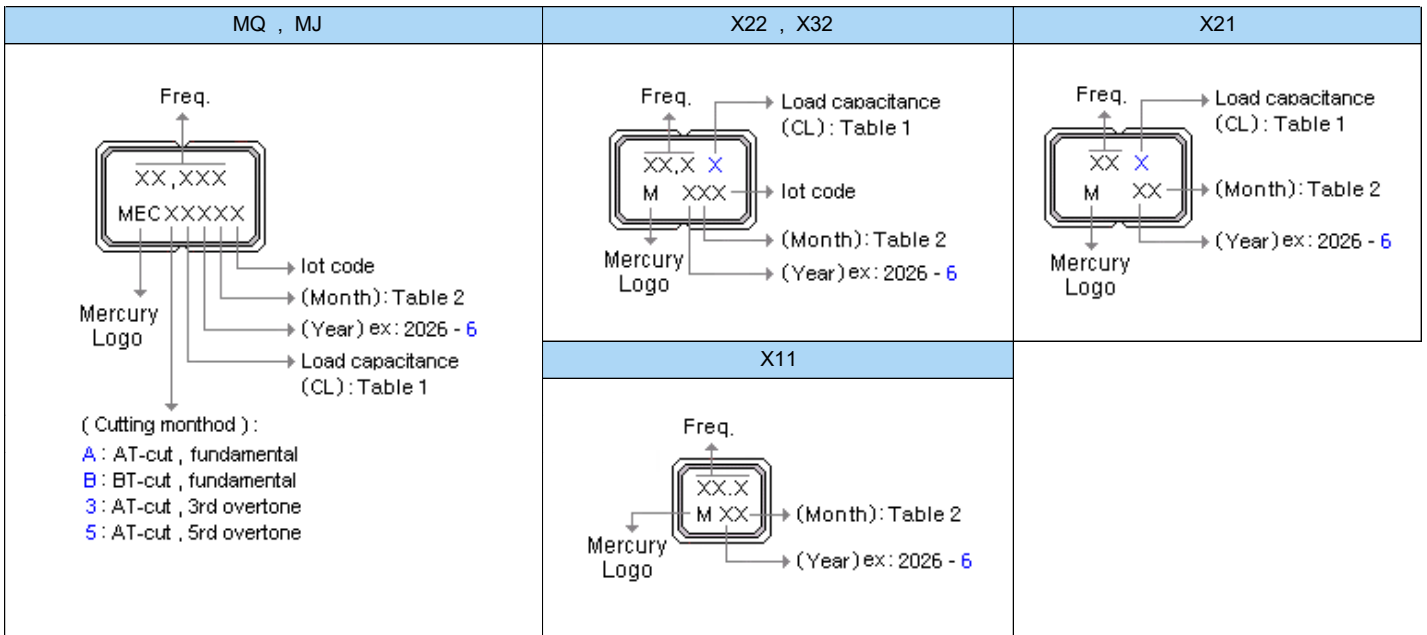 MQ , MJ
Freq.
XX,XXX
MECXXXXX
lot code
(Month): Table 2
(Year) ex: 2026 - 6
Load capacitance
(CL): Table 1
Mercury
Logo
( Cutting monthod ) :
A : AT-cut , fundamental
B : BT-cut , fundamental
3 : AT-cut , 3rd overtone
5 : AT-cut , 5rd overtone
X22 , X32
Freq.
Load capacitance
(CL): Table 1
XX,X X
M XXX
lot code
(Month): Table 2
(Year) ex: 2026 - 6
Mercury
Logo
X21
Freq.
Load capacitance
(CL): Table 1
XX X
M XX
(Month): Table 2
(Year) ex: 2026 - 6
Mercury
Logo
X11
Freq.
XX.X
M XX
(Month): Table 2
(Year) ex: 2026 - 6
Mercury
Logo